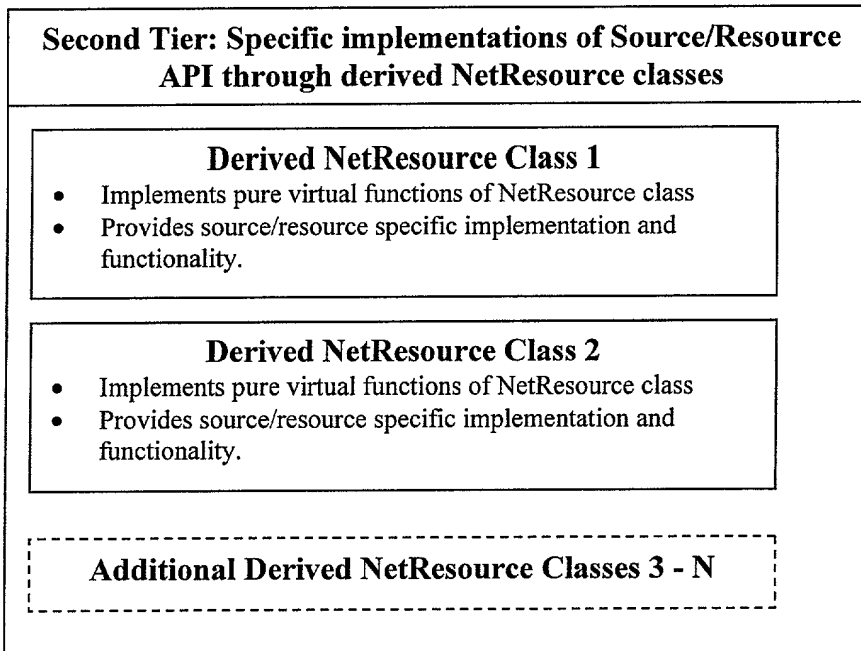 Second Tier: Specific implementations of Source/Resource
API through derived NetResource classes
Derived NetResource Class 1
• Implements pure virtual functions of NetResource class
• Provides source/resource specific implementation and
functionality.
Derived NetResource Class 2
• Implements pure virtual functions of NetResource class
• Provides source/resource specific implementation and
functionality.
Additional Derived NetResource Classes 3 - N